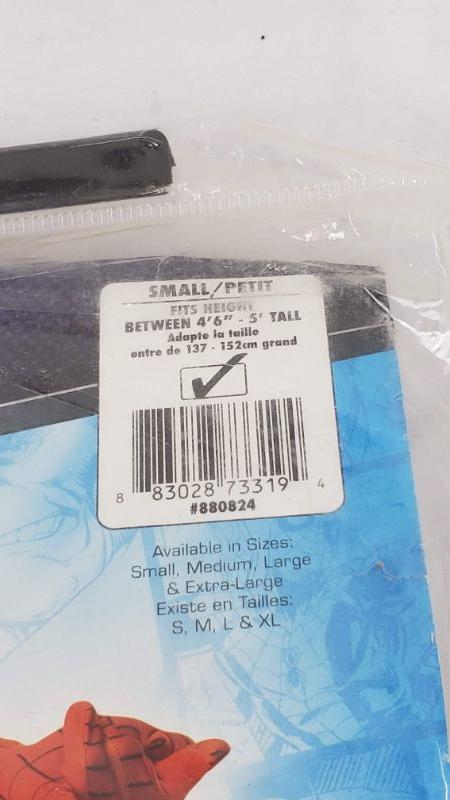 SMALL/PETIT
FITS HEIGHT
BETWEEN 4'6" - 5' TALL
Adapte la taille
entre de 137 - 152cm grand
8 83028 73319 4
#880824
Available in Sizes:
Small, Medium, Large
& Extra-Large
Existe en Tailles:
S, M, L & XL